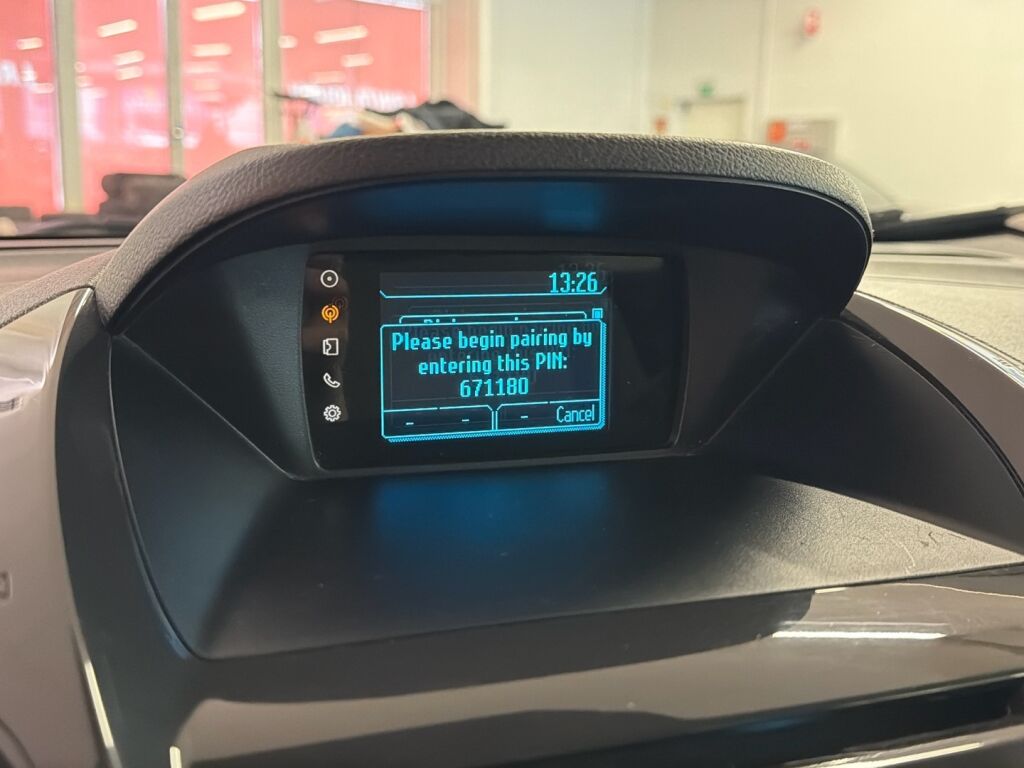 13:26
Please begin pairing by
entering this PIN:
671180
- - - Cancel